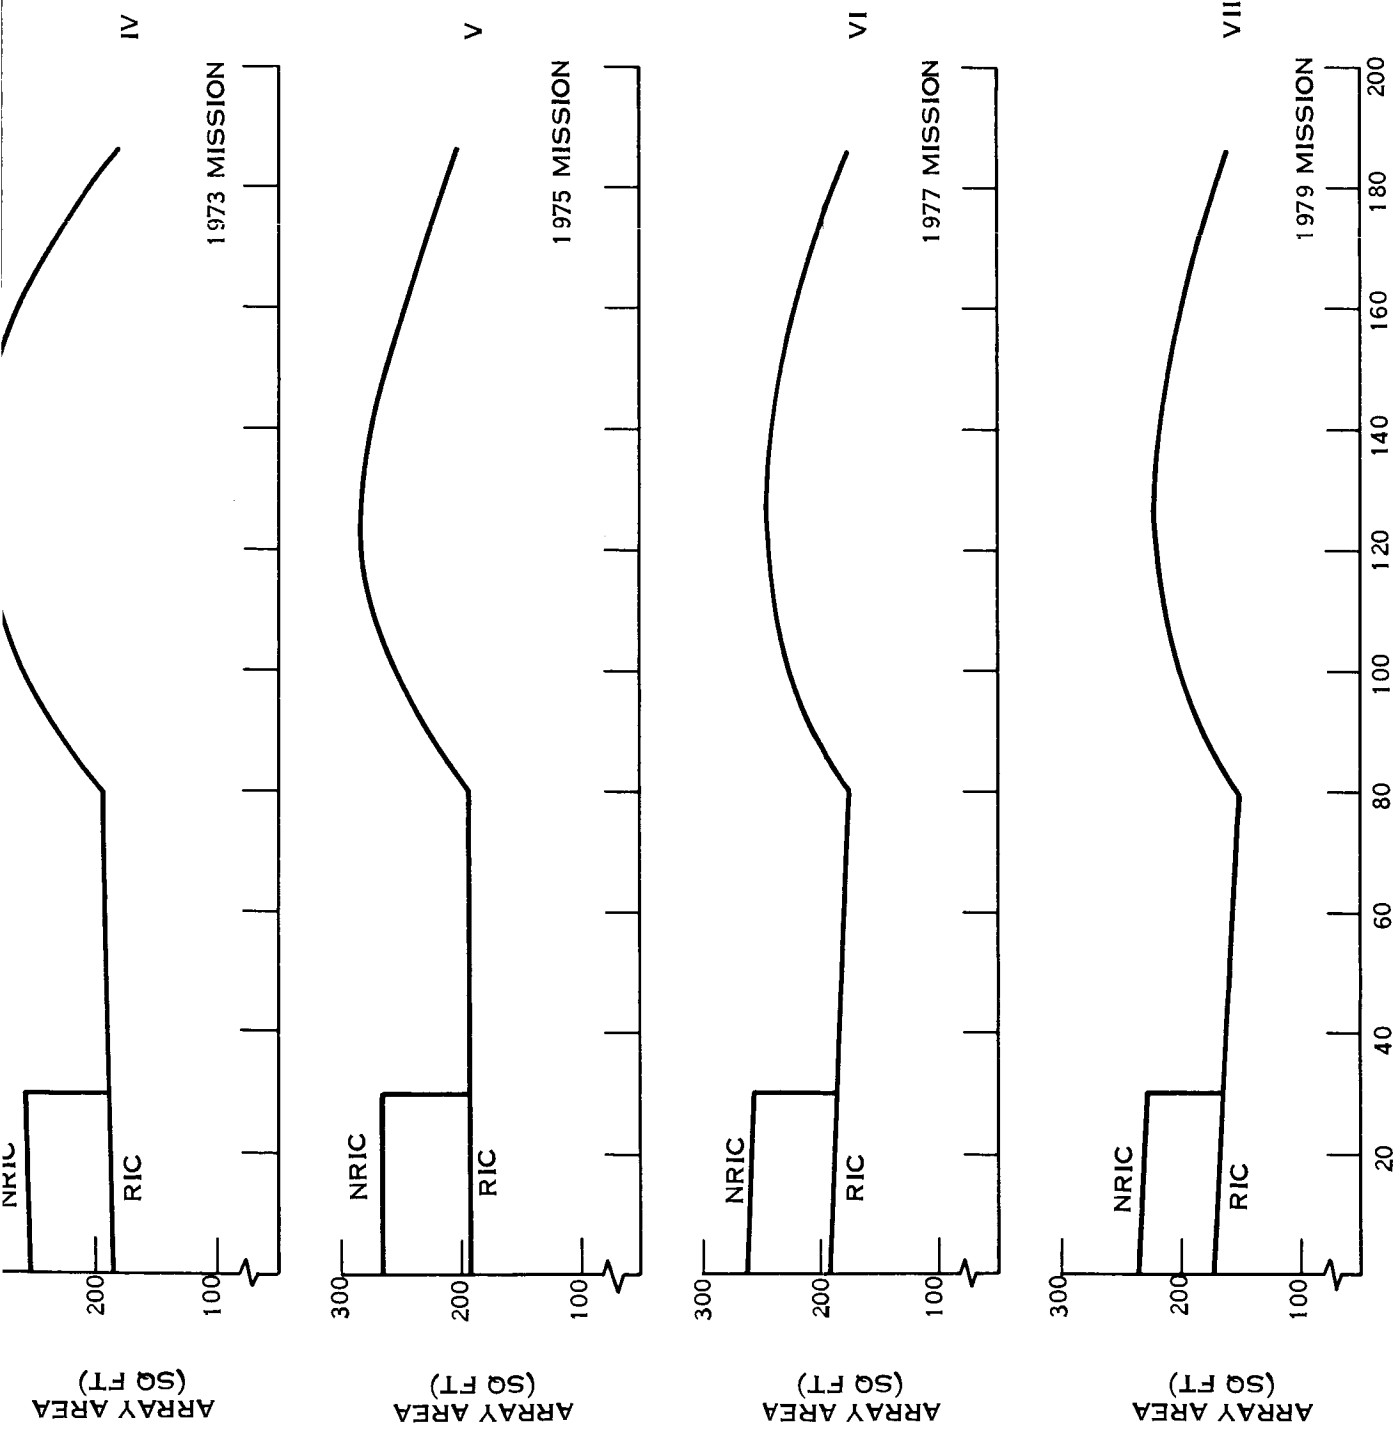 IV
1973 MISSION
NRIC
RIC
200
100
ARRAY AREA
(SQ FT)
V
1975 MISSION
NRIC
RIC
300
200
100
ARRAY AREA
(SQ FT)
VI
1977 MISSION
NRIC
RIC
300
200
100
ARRAY AREA
(SQ FT)
VII
1979 MISSION
NRIC
RIC
300
200
100
ARRAY AREA
(SQ FT)
20 40 60 80 100 120 140 160 180 200